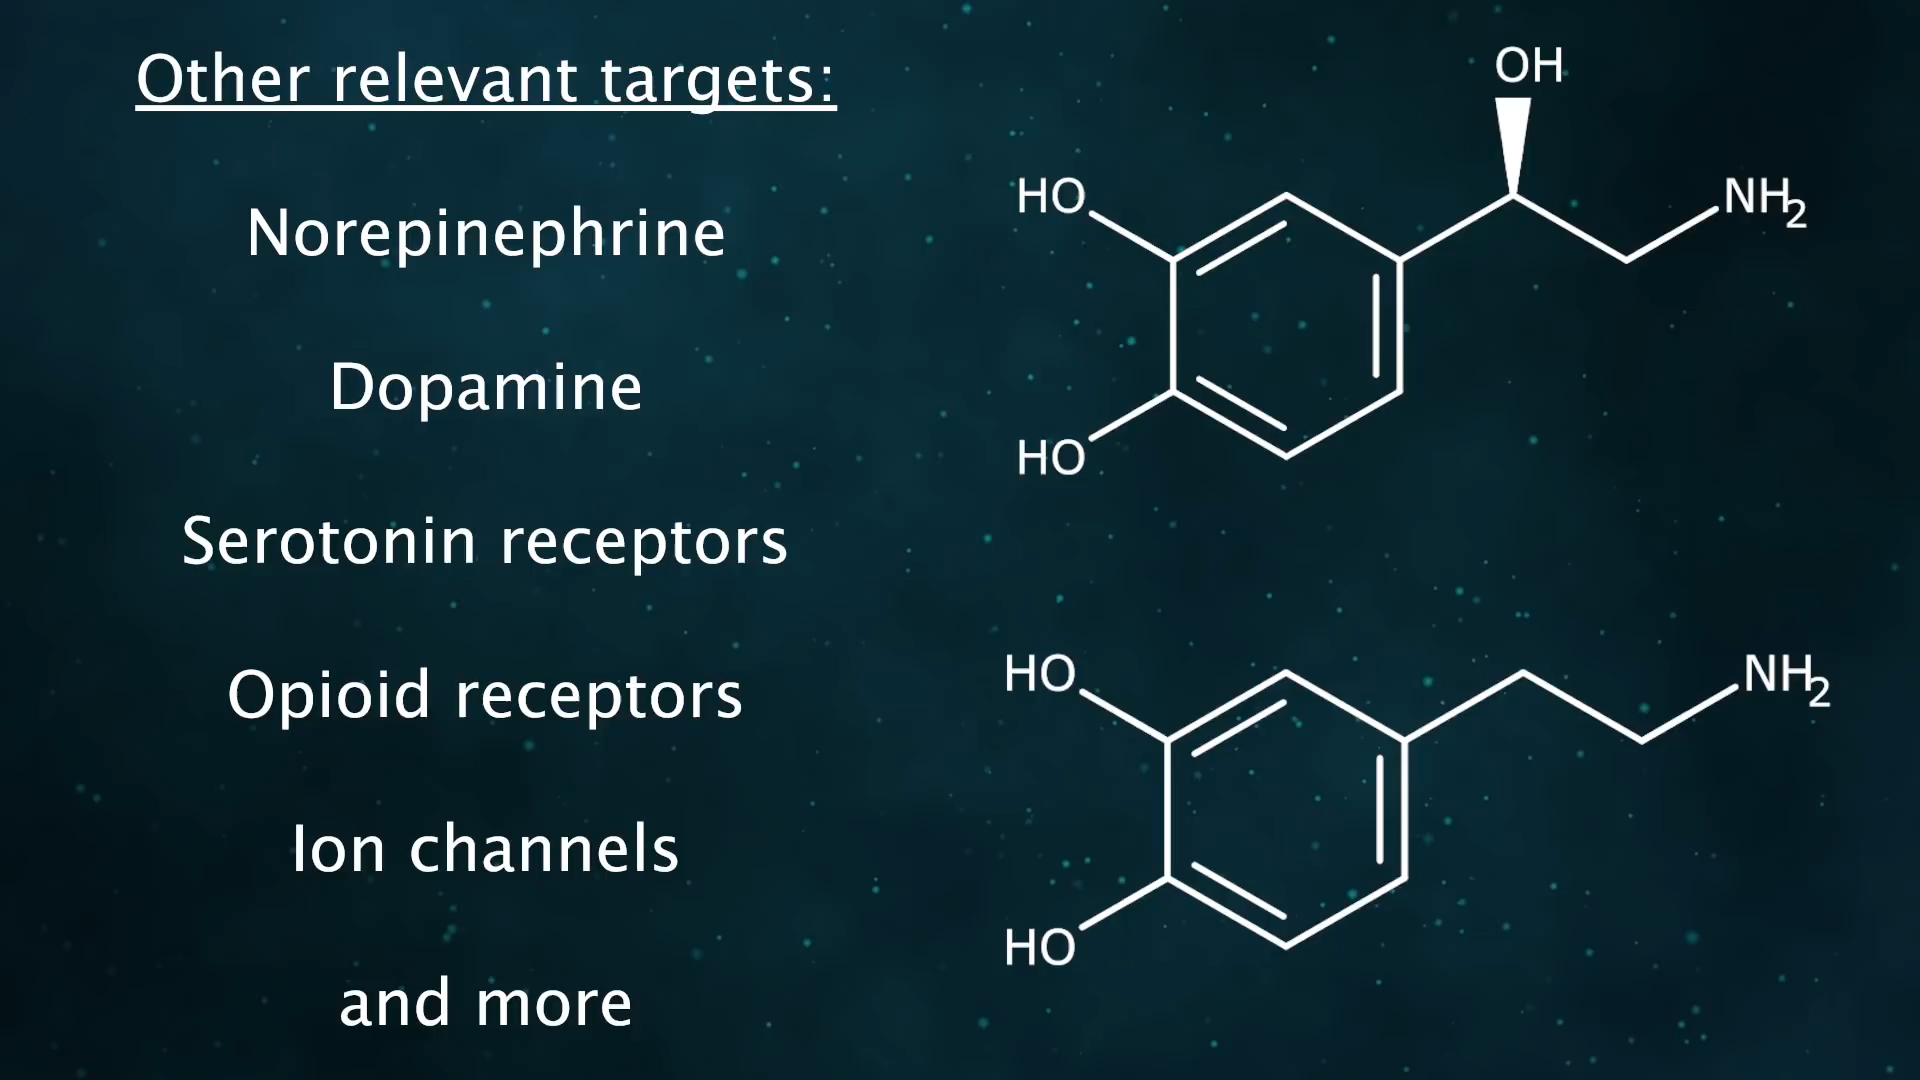 Other relevant targets:
Norepinephrine
Dopamine
Serotonin receptors
Opioid receptors
Ion channels
and more
OH
HO
NH2
HO
HO
NH2
HO